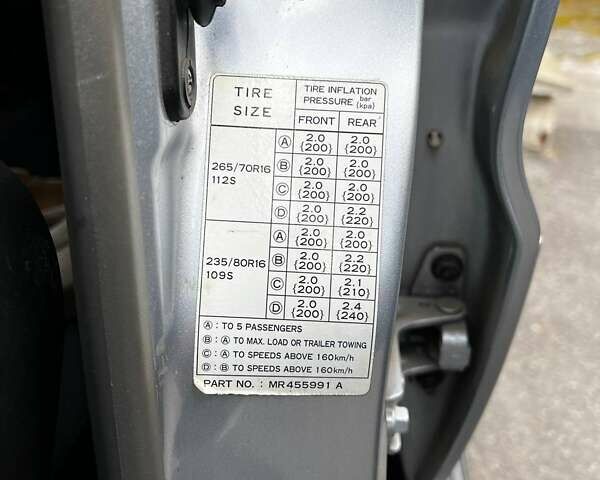 TIRE SIZE TIRE INFLATION PRESSURE (bar {kpa})
FRONT REAR
265/70R16 112S
Ⓐ 2.0 {200} 2.0 {200}
Ⓑ 2.0 {200} 2.0 {200}
Ⓒ 2.0 {200} 2.0 {200}
Ⓓ 2.0 {200} 2.2 {220}
235/80R16 109S
Ⓐ 2.0 {200} 2.0 {200}
Ⓑ 2.0 {200} 2.2 {220}
Ⓒ 2.0 {200} 2.1 {210}
Ⓓ 2.0 {200} 2.4 {240}
Ⓐ : TO 5 PASSENGERS
Ⓑ : Ⓐ TO MAX. LOAD OR TRAILER TOWING
Ⓒ : Ⓐ TO SPEEDS ABOVE 160km/h
Ⓓ : Ⓑ TO SPEEDS ABOVE 160km/h
PART NO. : MR455991 A